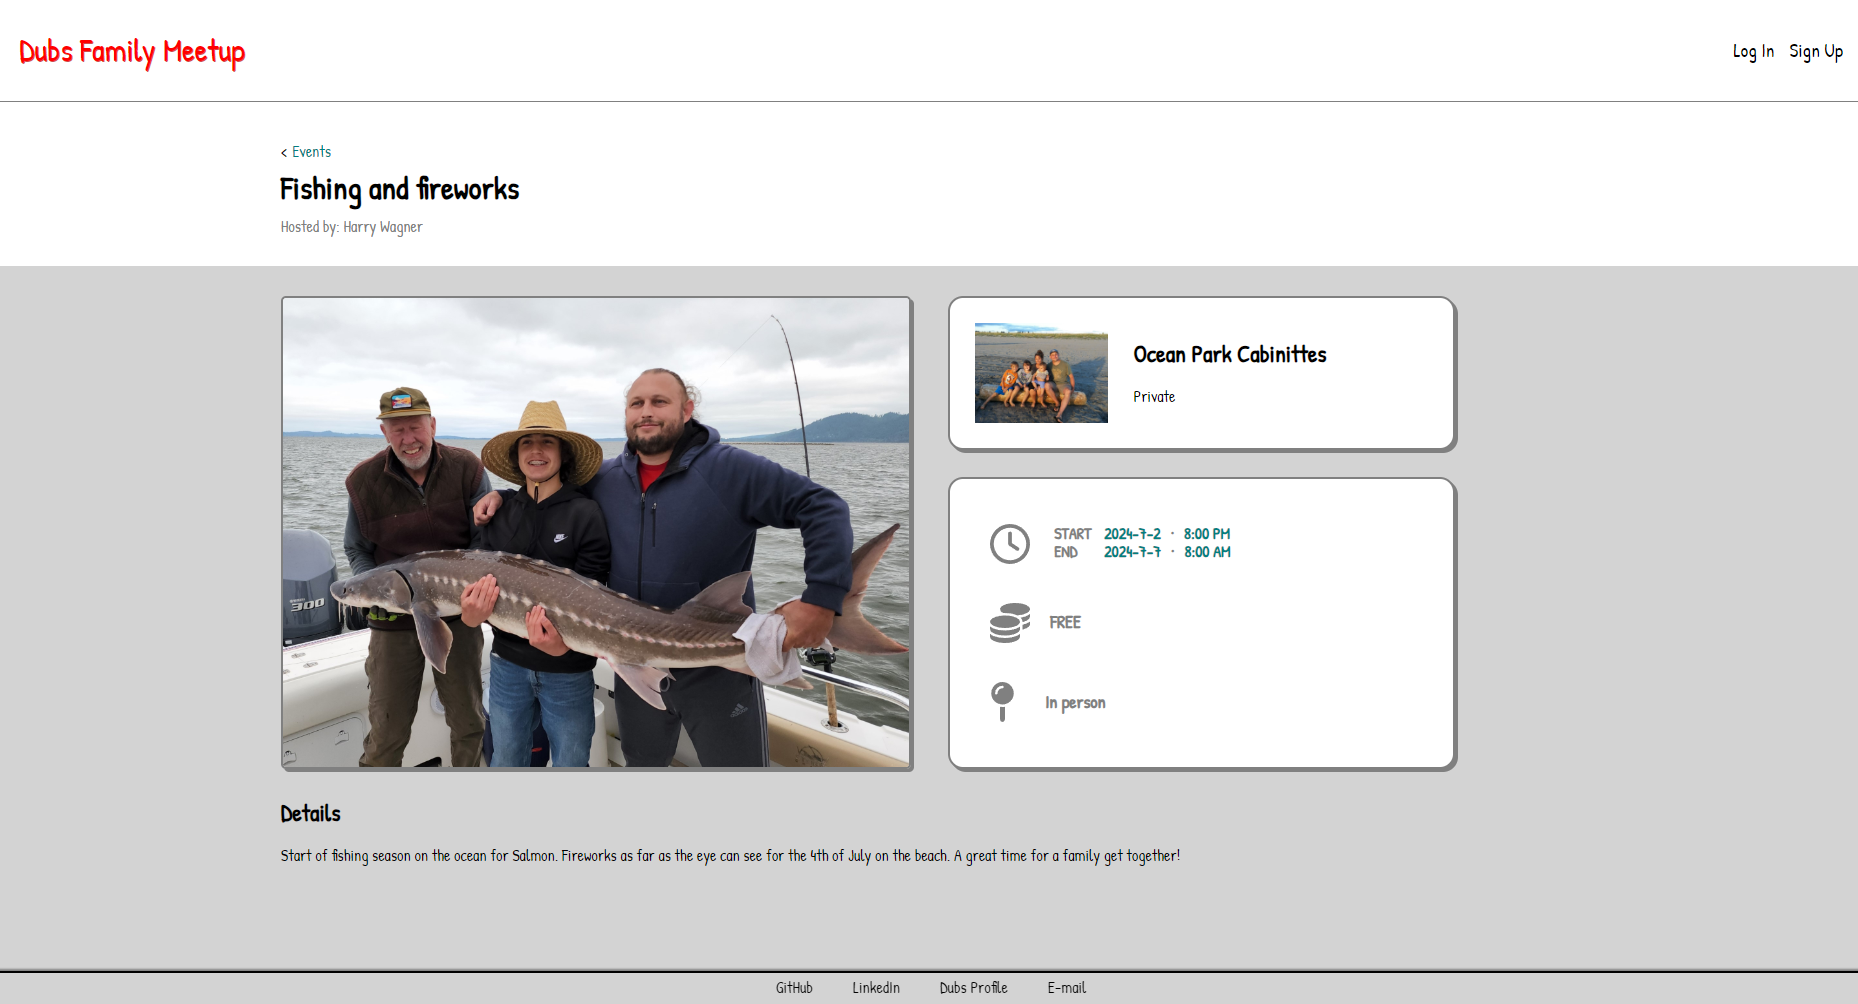 Dubs Family Meetup
Log In Sign Up
< Events
Fishing and fireworks
Hosted by: Harry Wagner
300
Ocean Park Cabinittes
Private
START 2024-7-2 · 8:00 PM
END 2024-7-7 · 8:00 AM
FREE
In person
Details
Start of fishing season on the ocean for Salmon. Fireworks as far as the eye can see for the 4th of July on the beach. A great time for a family get together!
GitHub LinkedIn Dubs Profile E-mail